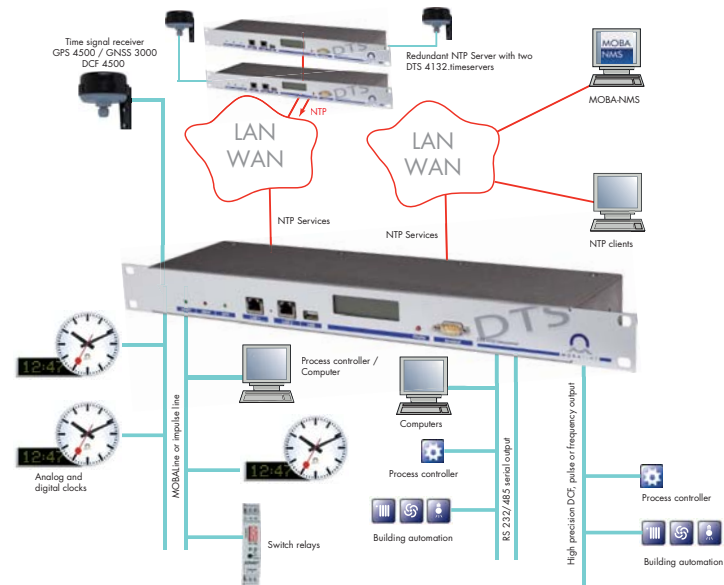 Time signal receiver
GPS 4500 / GNSS 3000
DCF 4500
DTS
DTS
Redundant NTP Server with two
DTS 4132.timeservers
MOBA
NMS
MOBA-NMS
NTP
LAN
WAN
LAN
WAN
NTP Services
NTP Services
NTP clients
DTS
12:47
Process controller /
Computer
Computers
12:47
Analog and
digital clocks
MOBALine or impulse line
12:47
Switch relays
Process controller
Building automation
RS 232/485 serial output
High precision DCF, pulse or frequency output
Process controller
Building automation